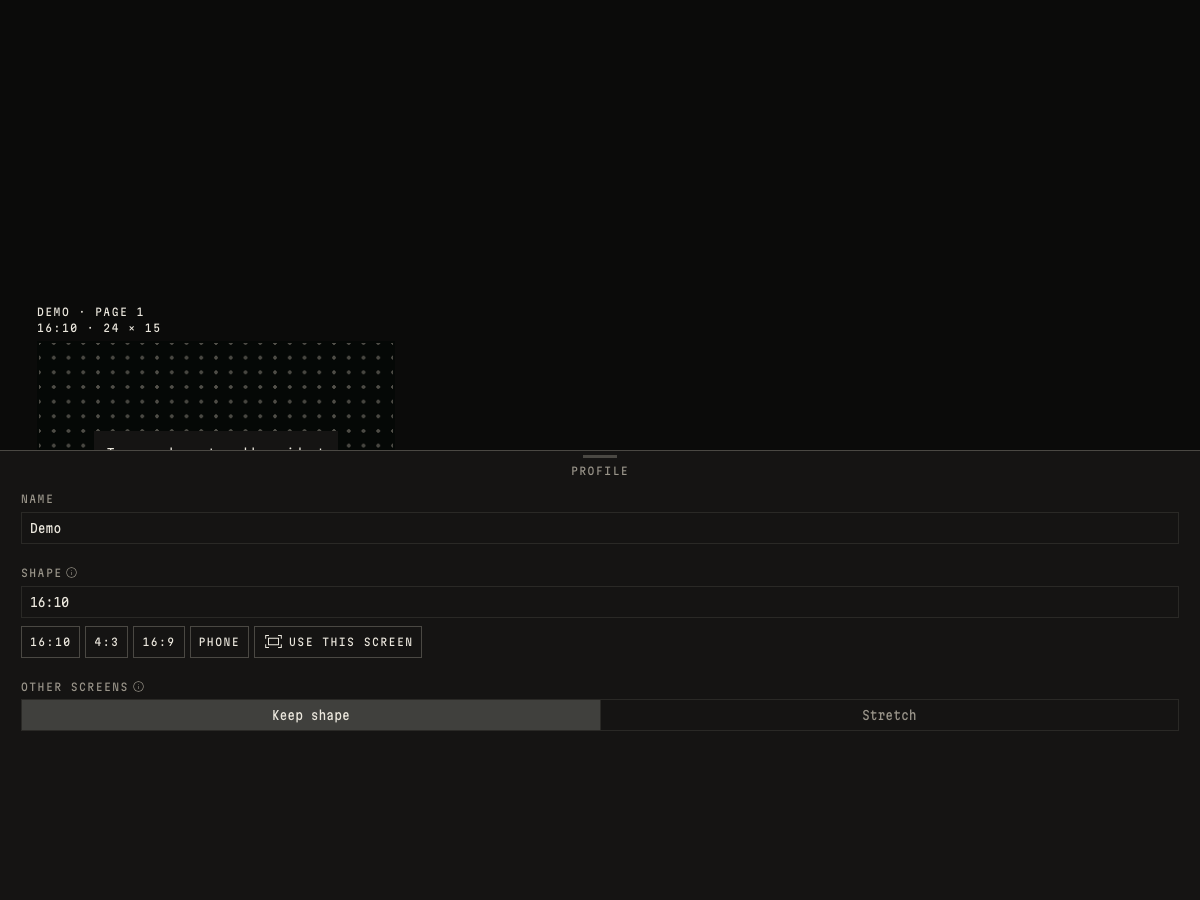 DEMO · PAGE 1
16:10 · 24 × 15
PROFILE
NAME
Demo
SHAPE
16:10
16:10 4:3 16:9 PHONE USE THIS SCREEN
OTHER SCREENS
Keep shape Stretch